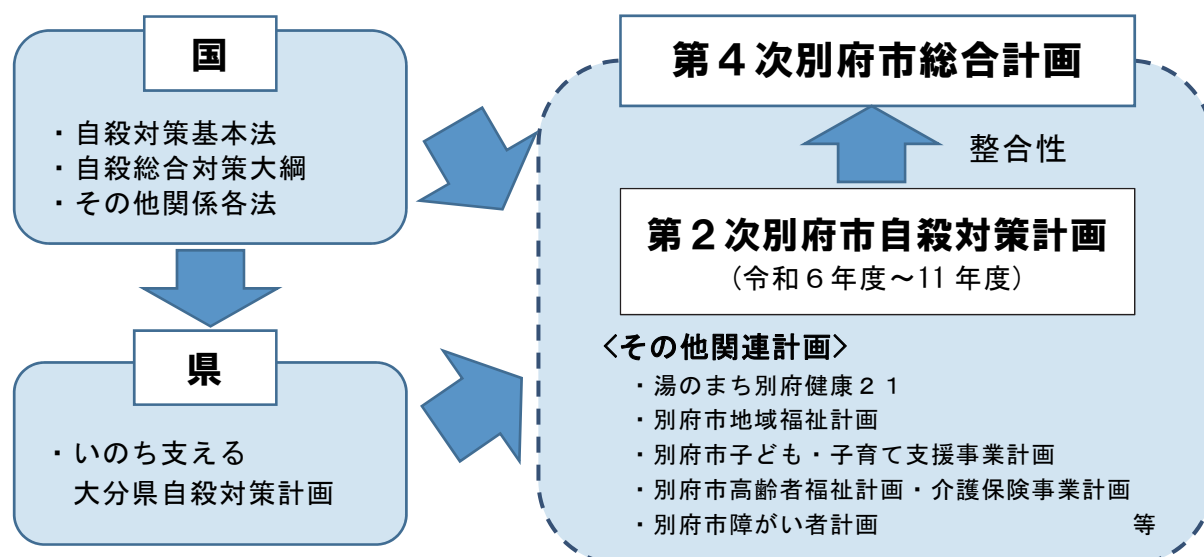 国
・自殺対策基本法
・自殺総合対策大綱
・その他関係各法
県
・いのち支える
大分県自殺対策計画
第４次別府市総合計画
整合性
第２次別府市自殺対策計画
（令和６年度～11年度）
＜その他関連計画＞
・湯のまち別府健康２１
・別府市地域福祉計画
・別府市子ども・子育て支援事業計画
・別府市高齢者福祉計画・介護保険事業計画
・別府市障がい者計画　等